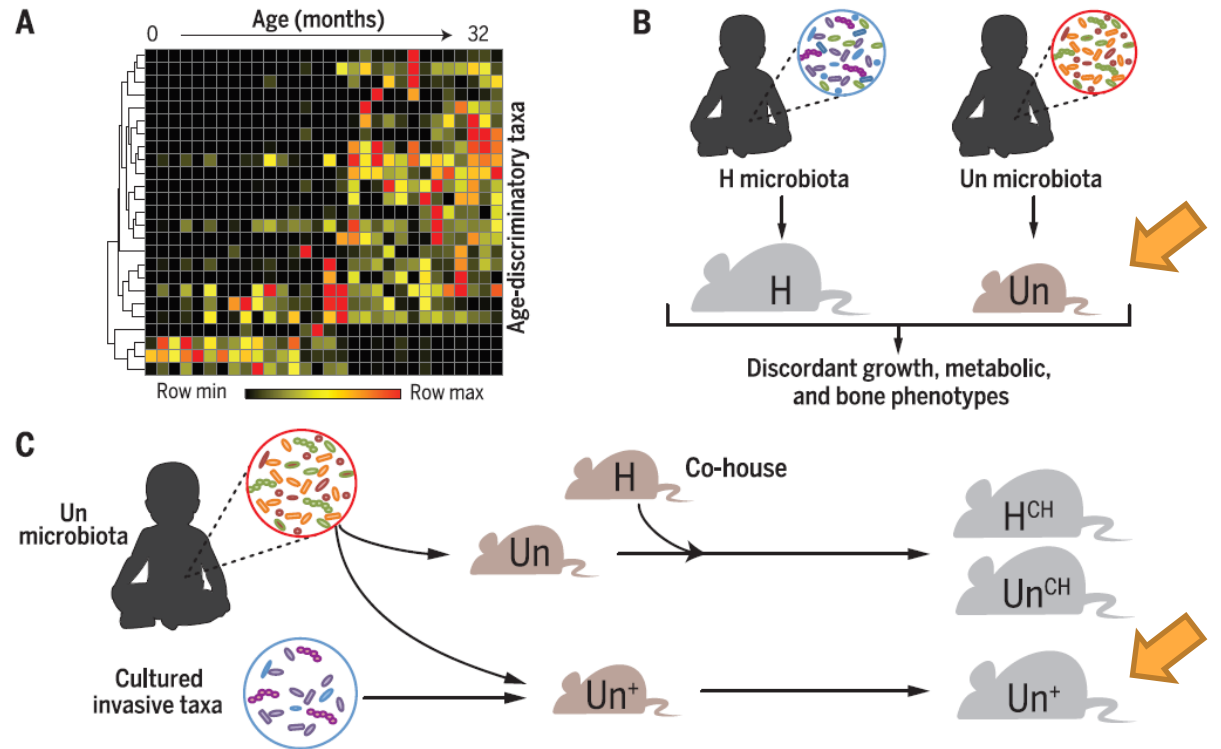 A
Age (months)
0
32
Age-discriminatory taxa
Row min
Row max
B
H microbiota
Un microbiota
H
Un
Discordant growth, metabolic,
and bone phenotypes
C
Un
microbiota
H
Co-house
Un
H^CH
Un^CH
Cultured
invasive taxa
Un⁺
Un⁺